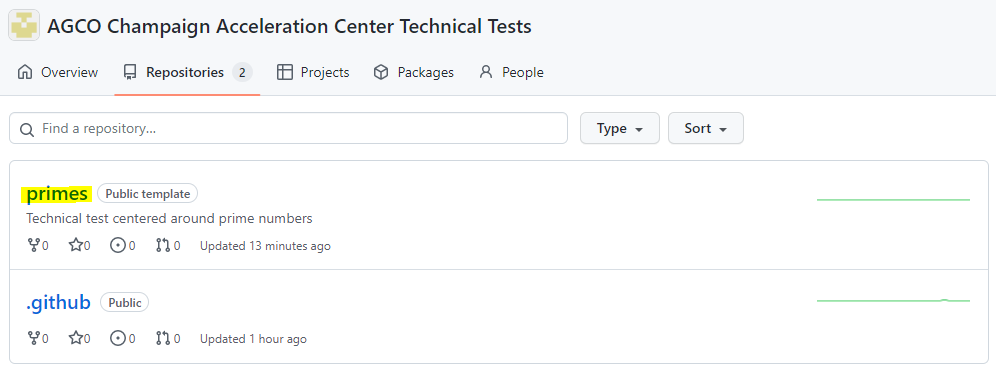 AGCO Champaign Acceleration Center Technical Tests
Overview Repositories 2 Projects Packages People
Find a repository... Type Sort
primes Public template
Technical test centered around prime numbers
0 0 0 0 Updated 13 minutes ago
.github Public
0 0 0 0 Updated 1 hour ago